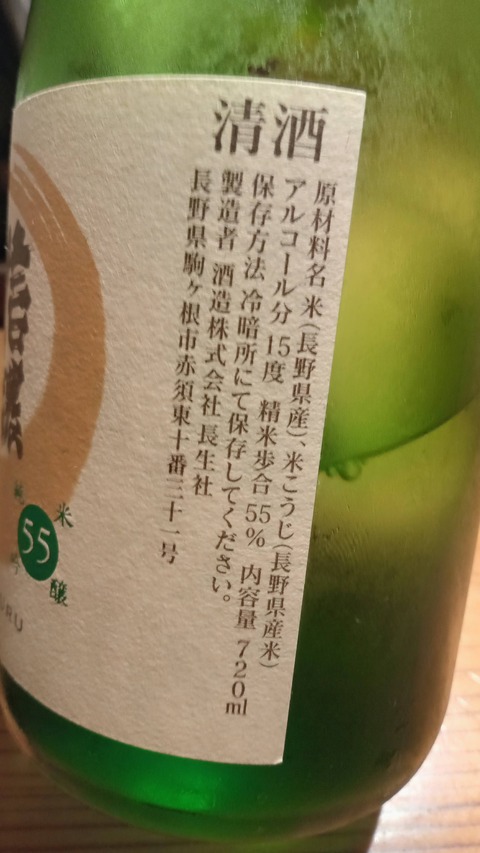 清酒
原材料名 米(長野県産)、米こうじ(長野県産米)
アルコール分 15度 精米歩合 55% 内容量 720ml
保存方法 冷暗所にて保存してください。
製造者 酒造株式会社 長生社
長野県駒ヶ根市赤須東十番三十一号
純米
吟醸
55